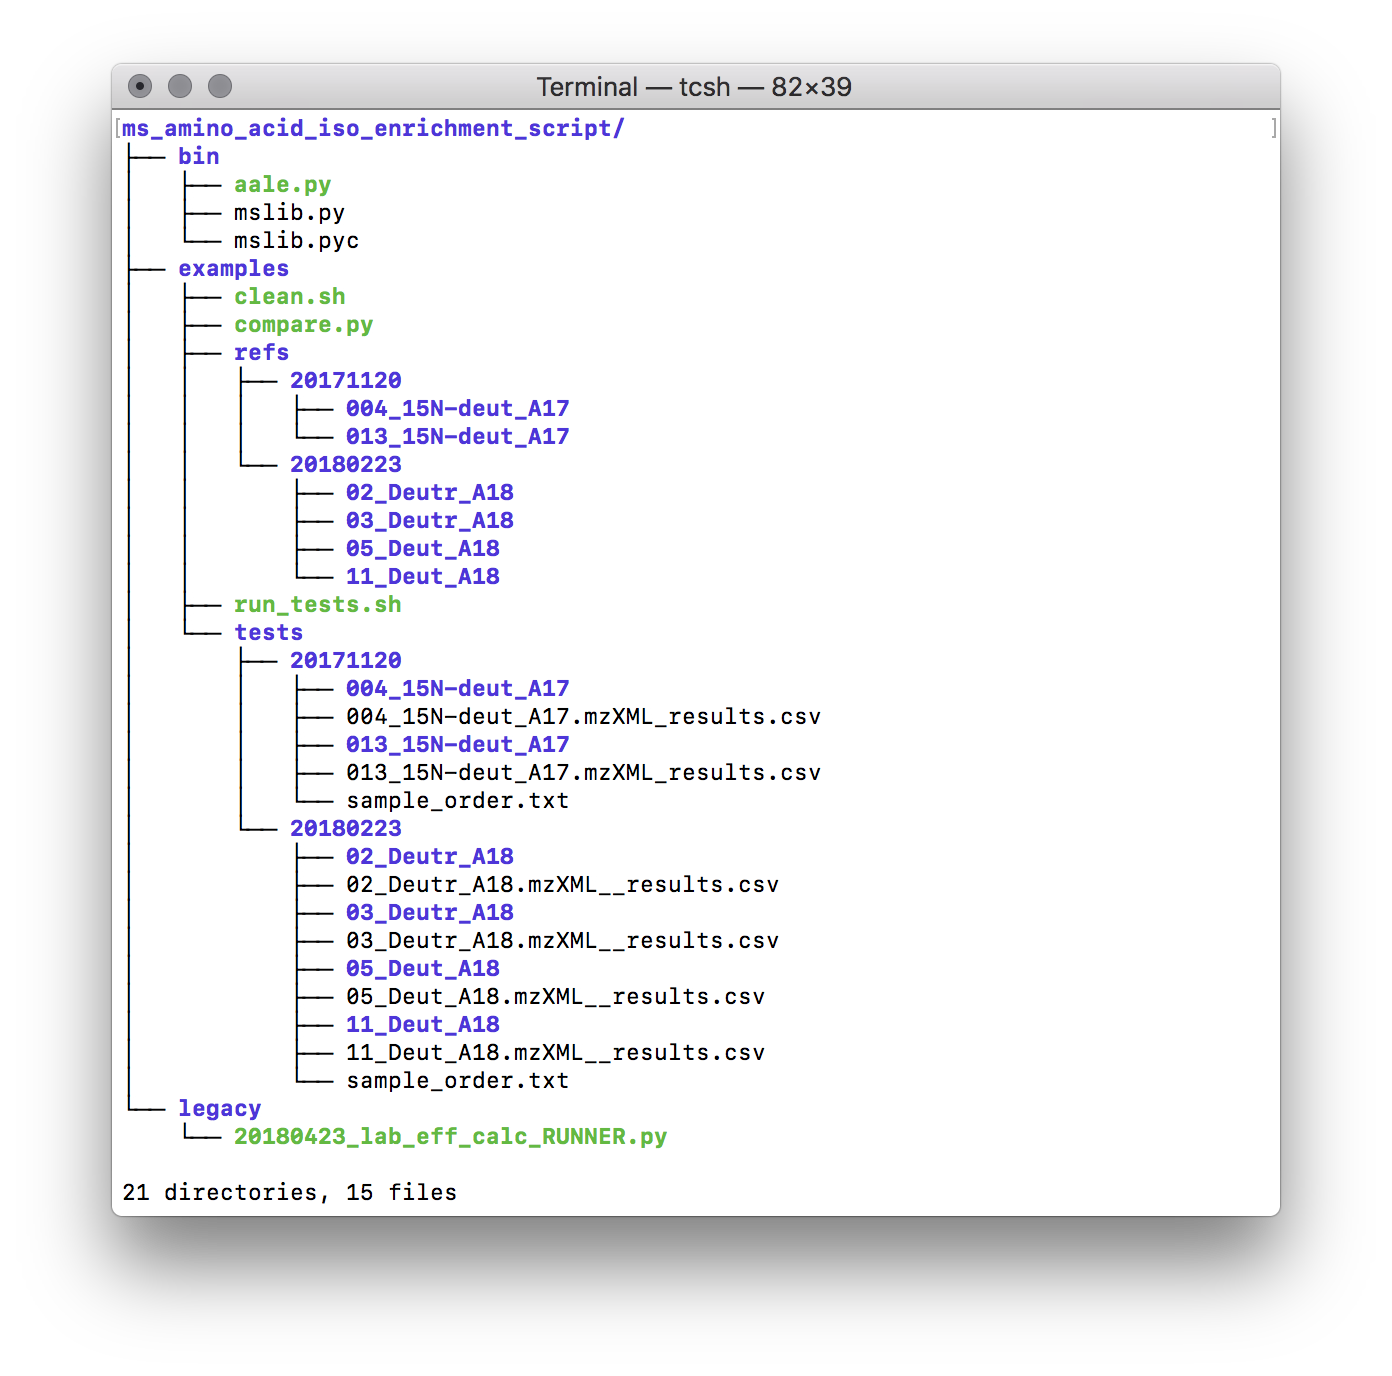 Terminal — tcsh — 82×39
[ms_amino_acid_iso_enrichment_script/ ]
├── bin
│   ├── aale.py
│   ├── mslib.py
│   └── mslib.pyc
├── examples
│   ├── clean.sh
│   ├── compare.py
│   ├── refs
│   │   ├── 20171120
│   │   │   ├── 004_15N-deut_A17
│   │   │   └── 013_15N-deut_A17
│   │   └── 20180223
│   │       ├── 02_Deutr_A18
│   │       ├── 03_Deutr_A18
│   │       ├── 05_Deut_A18
│   │       └── 11_Deut_A18
│   ├── run_tests.sh
│   └── tests
│       ├── 20171120
│       │   ├── 004_15N-deut_A17
│       │   ├── 004_15N-deut_A17.mzXML_results.csv
│       │   ├── 013_15N-deut_A17
│       │   ├── 013_15N-deut_A17.mzXML_results.csv
│       │   └── sample_order.txt
│       └── 20180223
│           ├── 02_Deutr_A18
│           ├── 02_Deutr_A18.mzXML__results.csv
│           ├── 03_Deutr_A18
│           ├── 03_Deutr_A18.mzXML__results.csv
│           ├── 05_Deut_A18
│           ├── 05_Deut_A18.mzXML__results.csv
│           ├── 11_Deut_A18
│           ├── 11_Deut_A18.mzXML__results.csv
│           └── sample_order.txt
└── legacy
    └── 20180423_lab_eff_calc_RUNNER.py
21 directories, 15 files